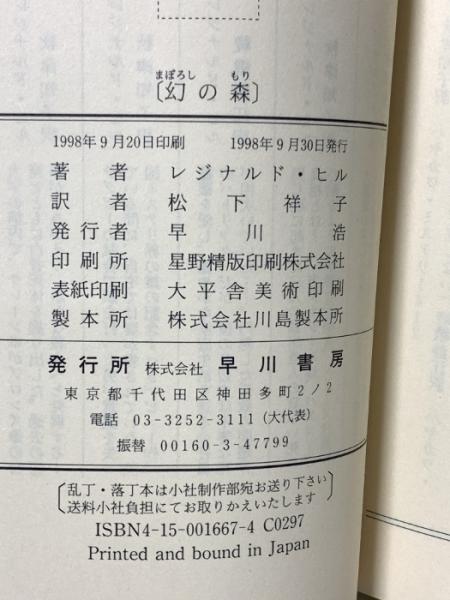 まぼろし もり
〔幻の森〕
1998年9月20日印刷 1998年9月30日発行
著者 レジナルド・ヒル
訳者 松下祥子
発行者 早川浩
印刷所 星野精版印刷株式会社
表紙印刷 大平舎美術印刷
製本所 株式会社川島製本所
発行所 株式会社 早川書房
東京都千代田区神田多町2ノ2
電話 03-3252-3111(大代表)
振替 00160-3-47799
乱丁・落丁本は小社制作部宛お送り下さい
送料小社負担にてお取りかえいたします
ISBN4-15-001667-4 C0297
Printed and bound in Japan